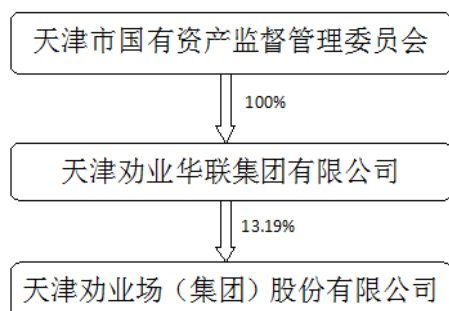 天津市国有资产监督管理委员会
100%
天津劝业华联集团有限公司
13.19%
天津劝业场（集团）股份有限公司